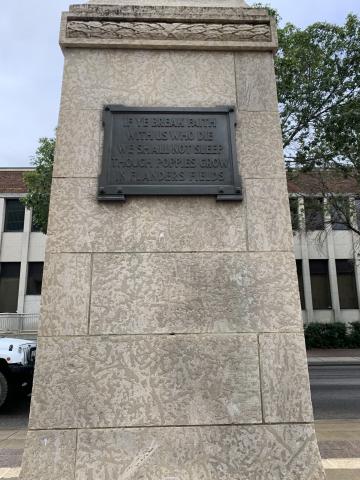 IF YE BREAK FAITH
WITH US WHO DIE
WE SHALL NOT SLEEP
THOUGH POPPIES GROW
IN FLANDERS FIELDS